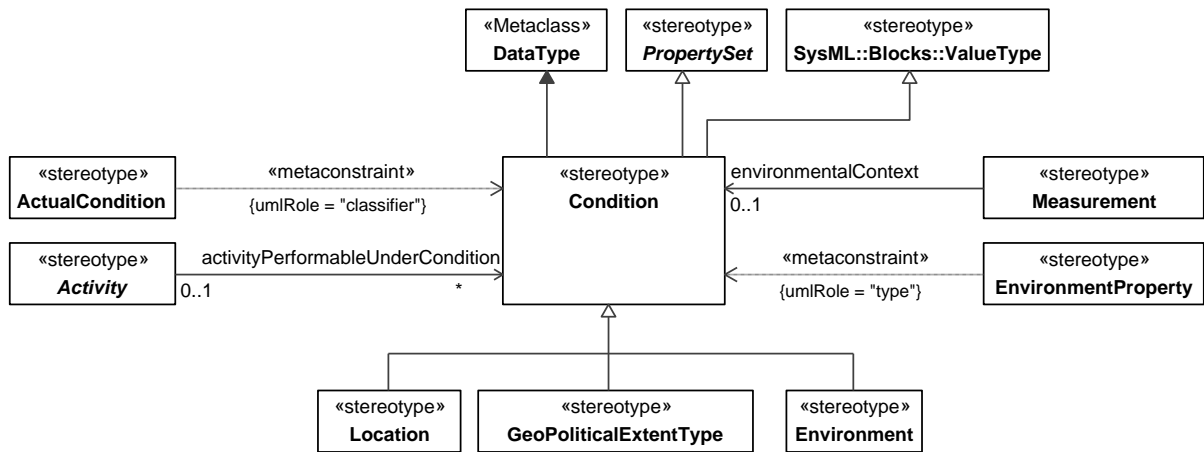 «Metaclass»
DataType
«stereotype»
PropertySet
«stereotype»
SysML::Blocks::ValueType
«stereotype»
ActualCondition
«metaconstraint»
{umlRole = "classifier"}
«stereotype»
Condition
environmentalContext
0..1
«stereotype»
Measurement
«stereotype»
Activity
activityPerformableUnderCondition
0..1
*
«metaconstraint»
{umlRole = "type"}
«stereotype»
EnvironmentProperty
«stereotype»
Location
«stereotype»
GeoPoliticalExtentType
«stereotype»
Environment